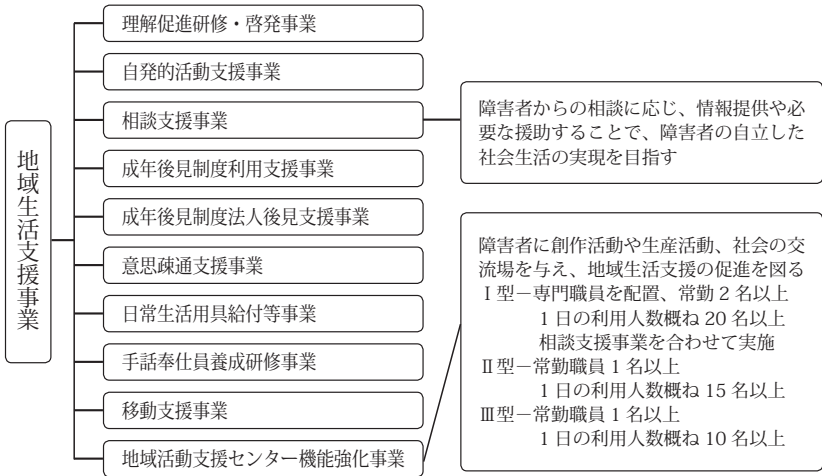 地域生活支援事業
理解促進研修・啓発事業
自発的活動支援事業
相談支援事業
成年後見制度利用支援事業
成年後見制度法人後見支援事業
意思疎通支援事業
日常生活用具給付等事業
手話奉仕員養成研修事業
移動支援事業
地域活動支援センター機能強化事業
障害者からの相談に応じ、情報提供や必
要な援助することで、障害者の自立した
社会生活の実現を目指す
障害者に創作活動や生産活動、社会の交
流場を与え、地域生活支援の促進を図る
Ⅰ型－専門職員を配置、常勤 2 名以上
1 日の利用人数概ね 20 名以上
相談支援事業を合わせて実施
Ⅱ型－常勤職員 1 名以上
1 日の利用人数概ね 15 名以上
Ⅲ型－常勤職員 1 名以上
1 日の利用人数概ね 10 名以上